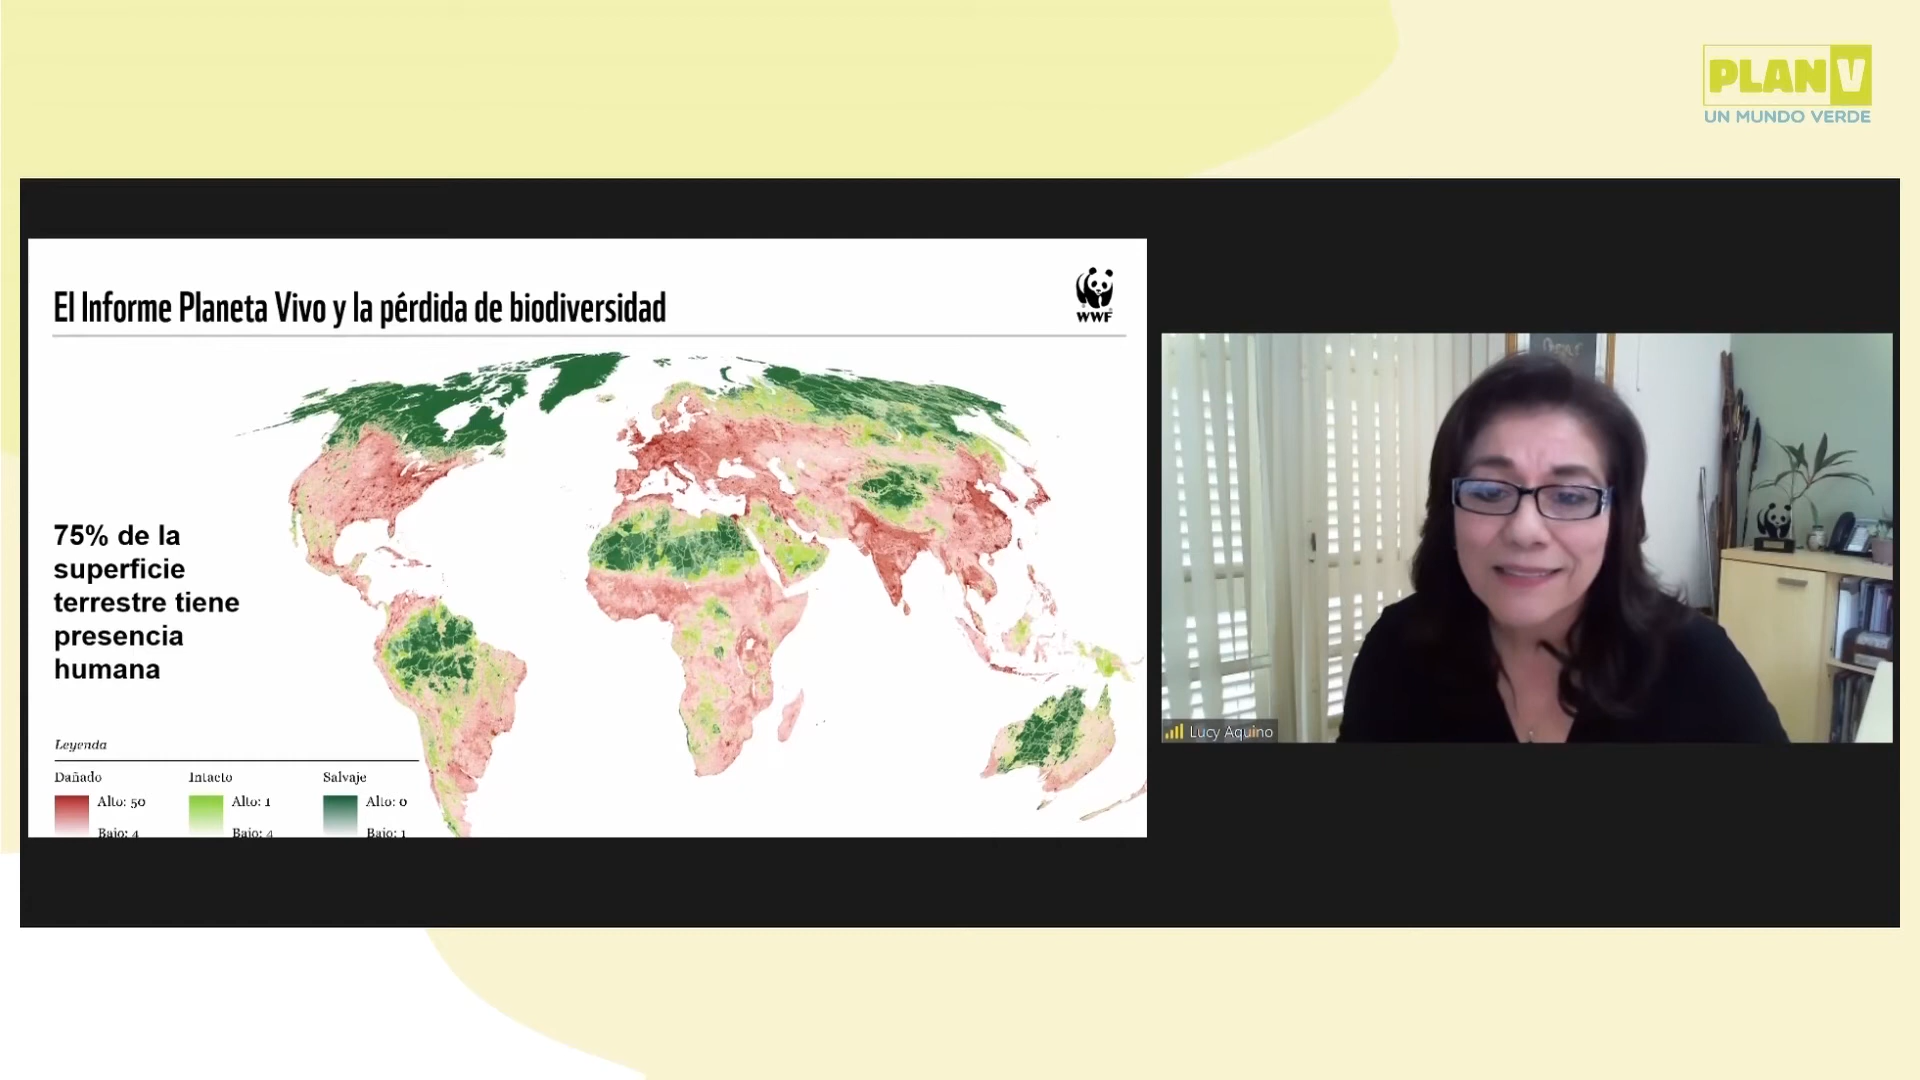 PLAN V
UN MUNDO VERDE
El Informe Planeta Vivo y la pérdida de biodiversidad
WWF
75% de la
superficie
terrestre tiene
presencia
humana
Leyenda
Dañado
Intacto
Salvaje
Alto: 50
Alto: 1
Alto: 0
Bajo: 4
Bajo: 4
Bajo: 1
Lucy Aquino